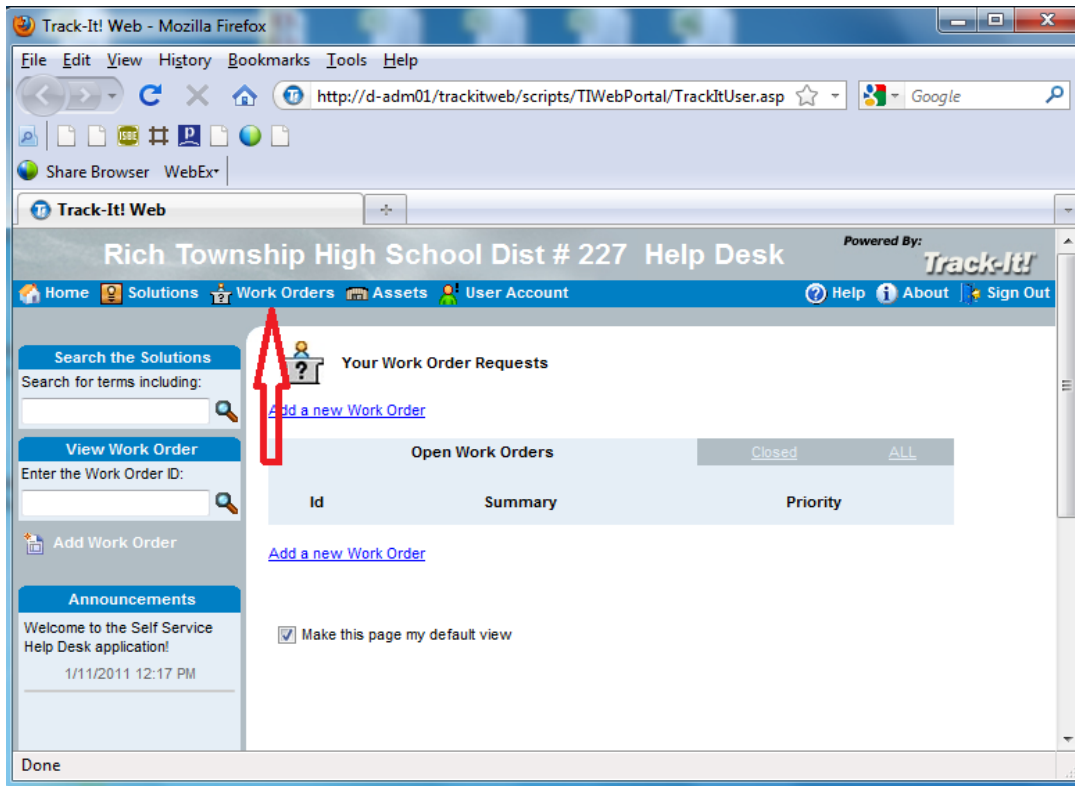 Track-It! Web - Mozilla Firefox
File Edit View History Bookmarks Tools Help
http://d-adm01/trackitweb/scripts/TIWebPortal/TrackItUser.asp Google
ISBE
Share Browser WebEx
Track-It! Web
Rich Township High School Dist # 227 Help Desk
Powered By:
Track-It!
Home Solutions Work Orders Assets User Account Help About Sign Out
Search the Solutions
Search for terms including:
View Work Order
Enter the Work Order ID:
Add Work Order
Announcements
Welcome to the Self Service
Help Desk application!
1/11/2011 12:17 PM
Your Work Order Requests
Add a new Work Order
Open Work Orders Closed ALL
Id Summary Priority
Add a new Work Order
Make this page my default view
Done